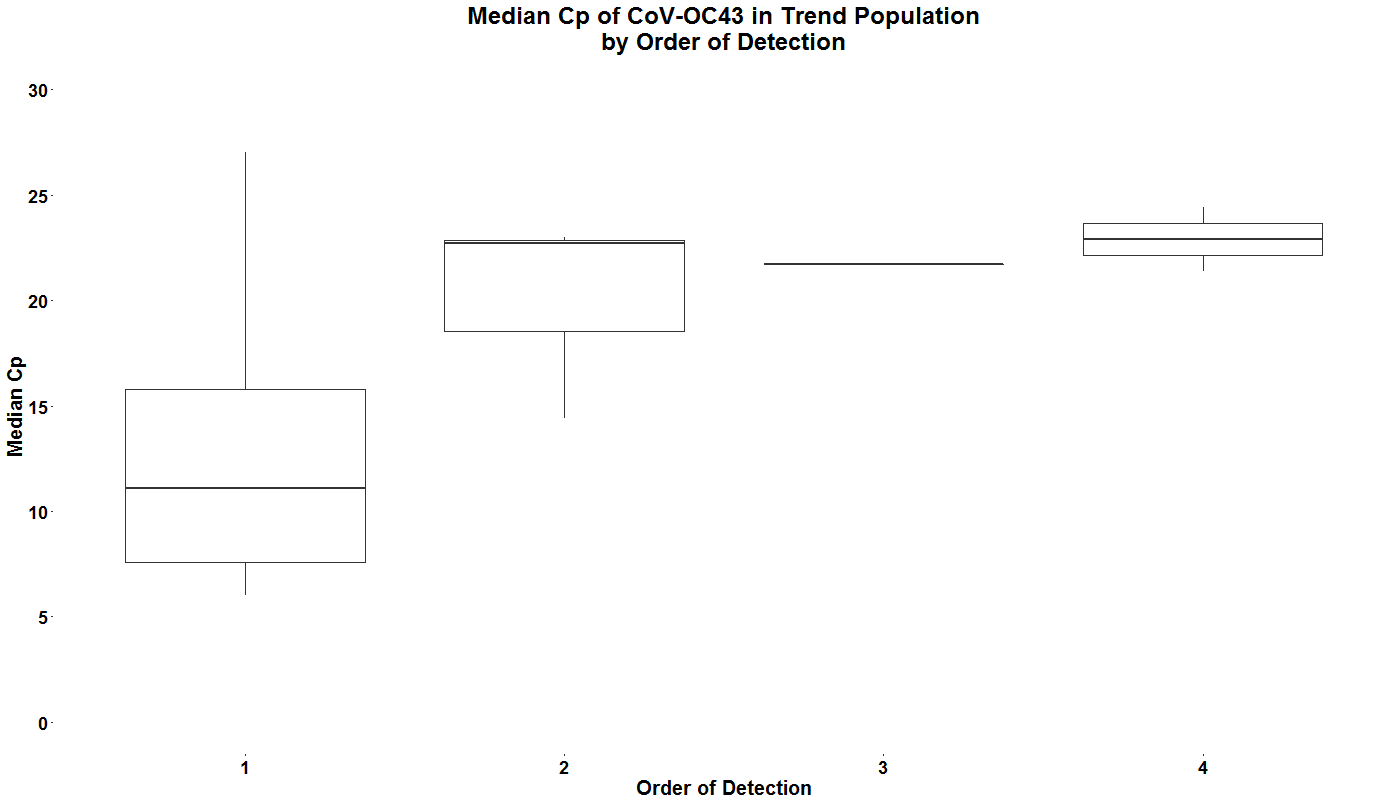 Median Cp of CoV-OC43 in Trend Population
by Order of Detection
30
25
20
15
10
5
0
Median Cp
1 2 3 4
Order of Detection